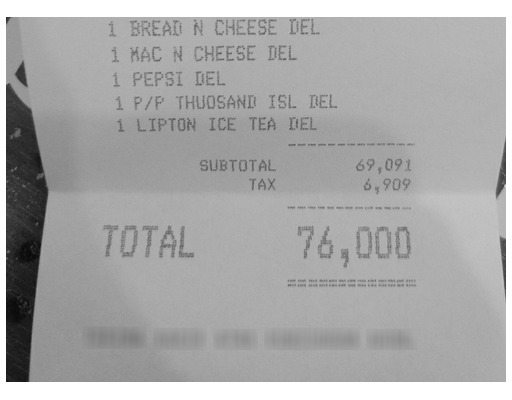 1 BREAD N CHEESE DEL
1 MAC N CHEESE DEL
1 PEPSI DEL
1 P/P THUOSAND ISL DEL
1 LIPTON ICE TEA DEL
SUBTOTAL 69,091
TAX 6,909
TOTAL 76,000